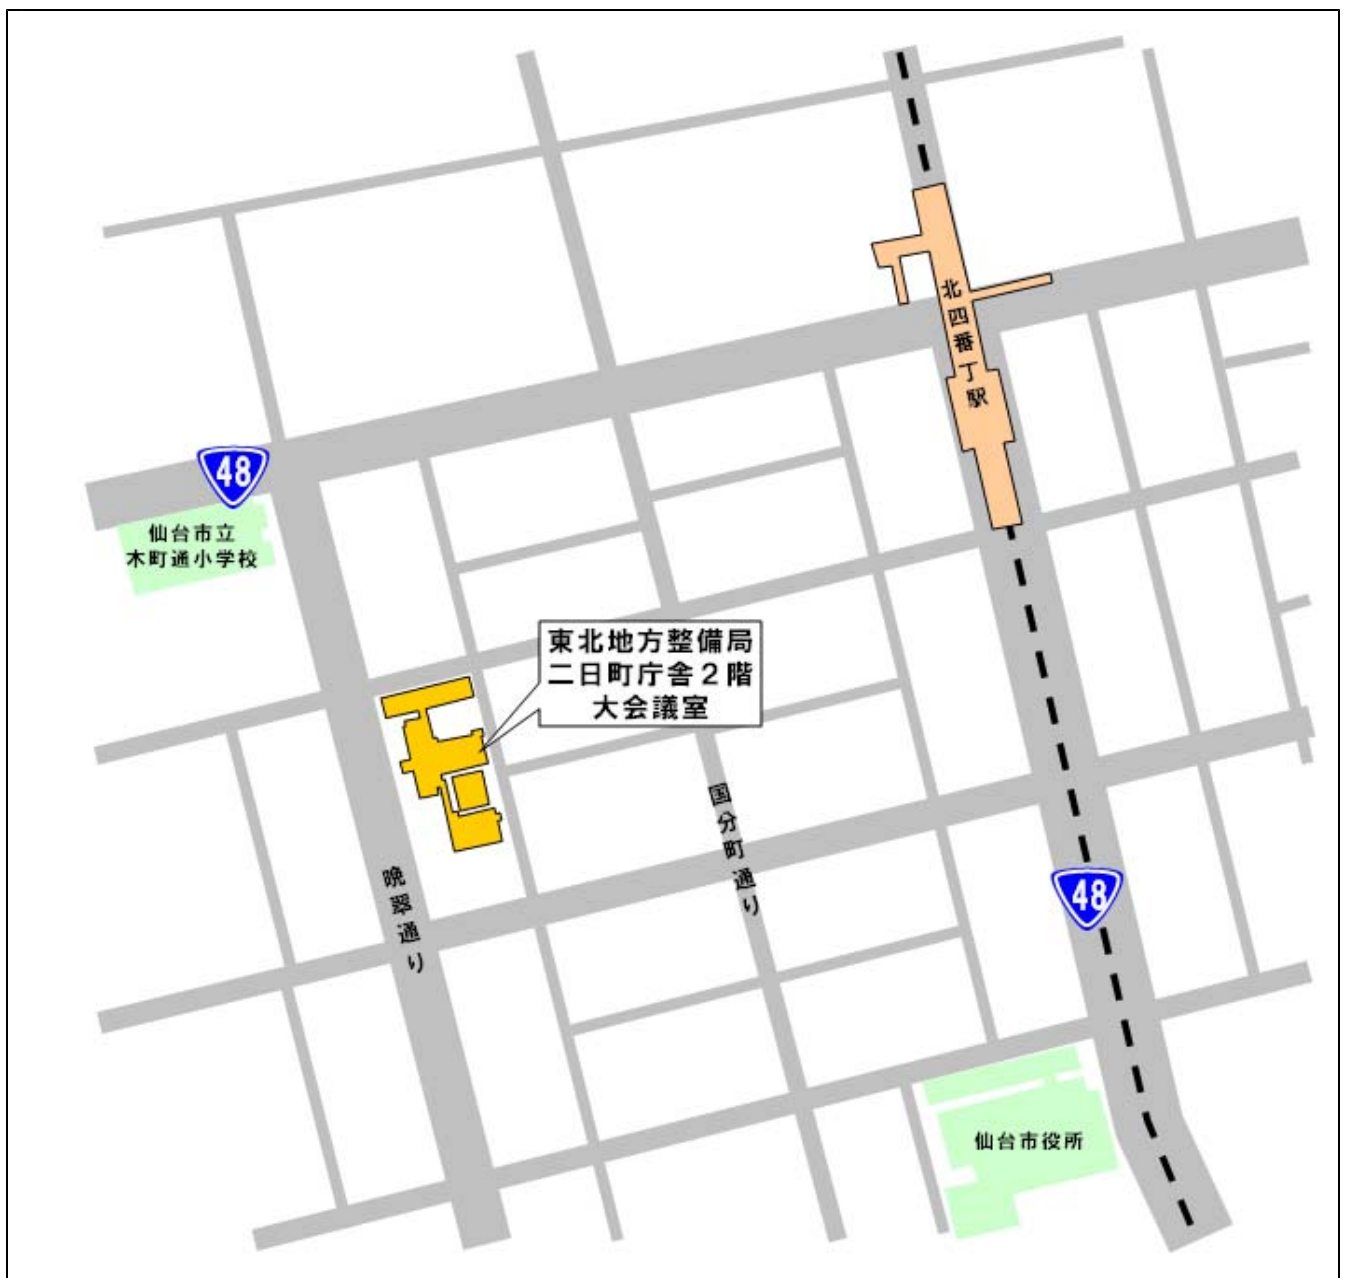 北四番丁駅
48
仙台市立
木町通小学校
東北地方整備局
二日町庁舎２階
大会議室
国分町通り
晩翠通り
48
仙台市役所